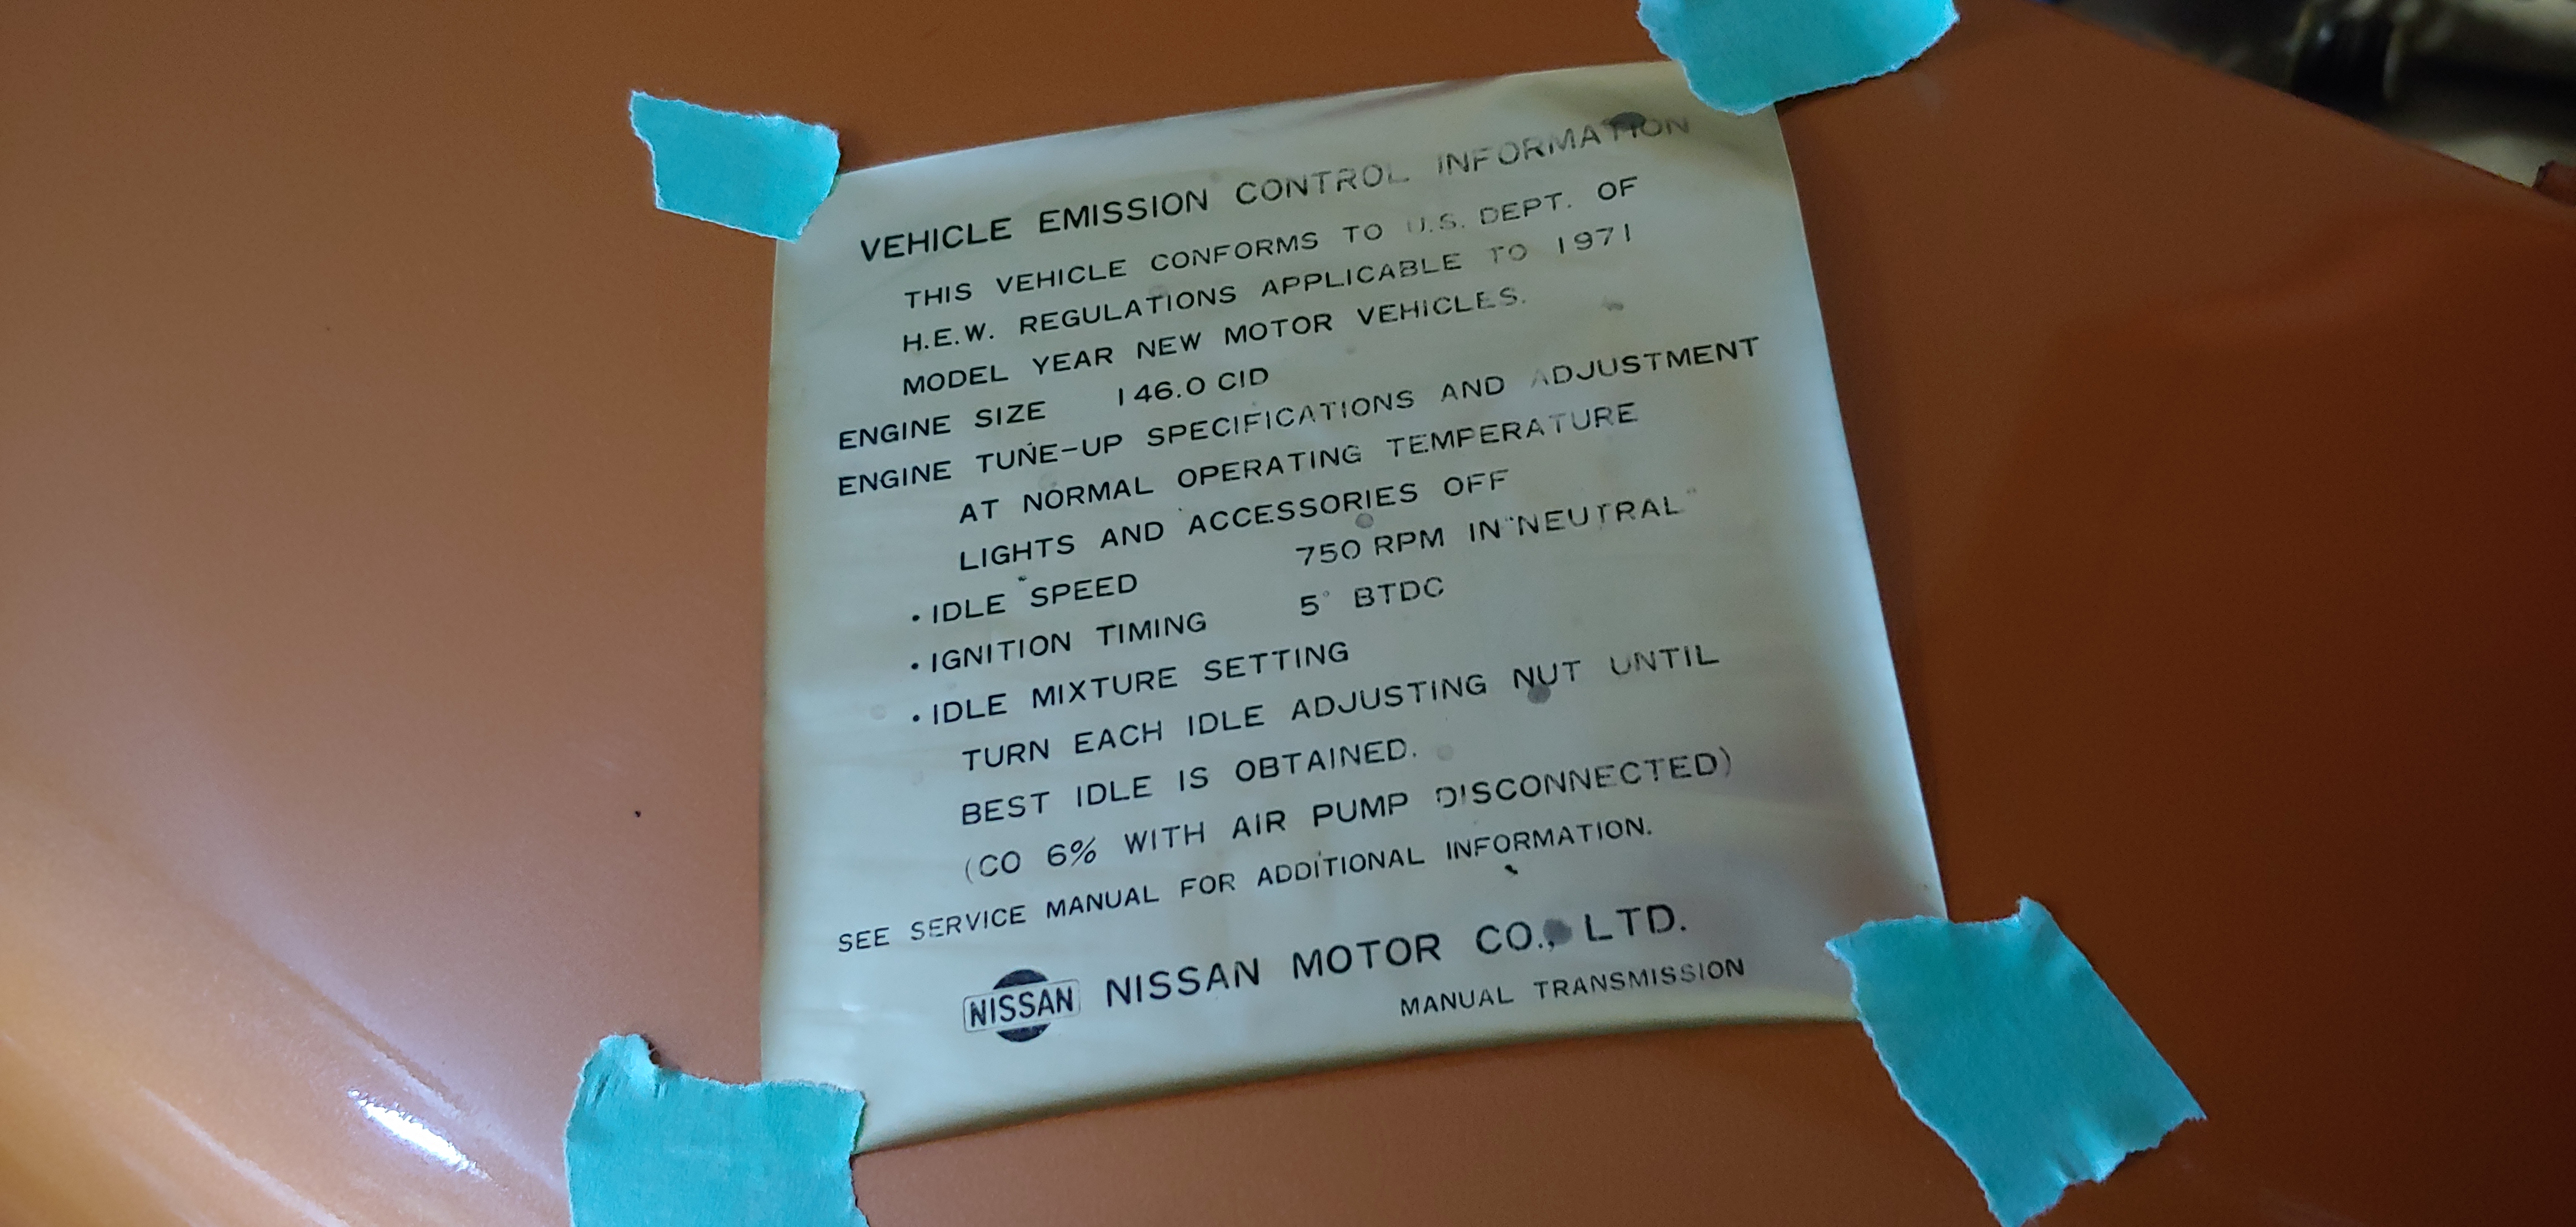 VEHICLE EMISSION CONTROL INFORMATION
THIS VEHICLE CONFORMS TO U.S. DEPT. OF
H.E.W. REGULATIONS APPLICABLE TO 1971
MODEL YEAR NEW MOTOR VEHICLES.
ENGINE SIZE 146.0 CID
ENGINE TUNE-UP SPECIFICATIONS AND ADJUSTMENT
AT NORMAL OPERATING TEMPERATURE
LIGHTS AND ACCESSORIES OFF
• IDLE SPEED 750 RPM IN "NEUTRAL"
• IGNITION TIMING 5° BTDC
• IDLE MIXTURE SETTING
TURN EACH IDLE ADJUSTING NUT UNTIL
BEST IDLE IS OBTAINED.
(CO 6% WITH AIR PUMP DISCONNECTED)
SEE SERVICE MANUAL FOR ADDITIONAL INFORMATION.
NISSAN NISSAN MOTOR CO., LTD.
MANUAL TRANSMISSION